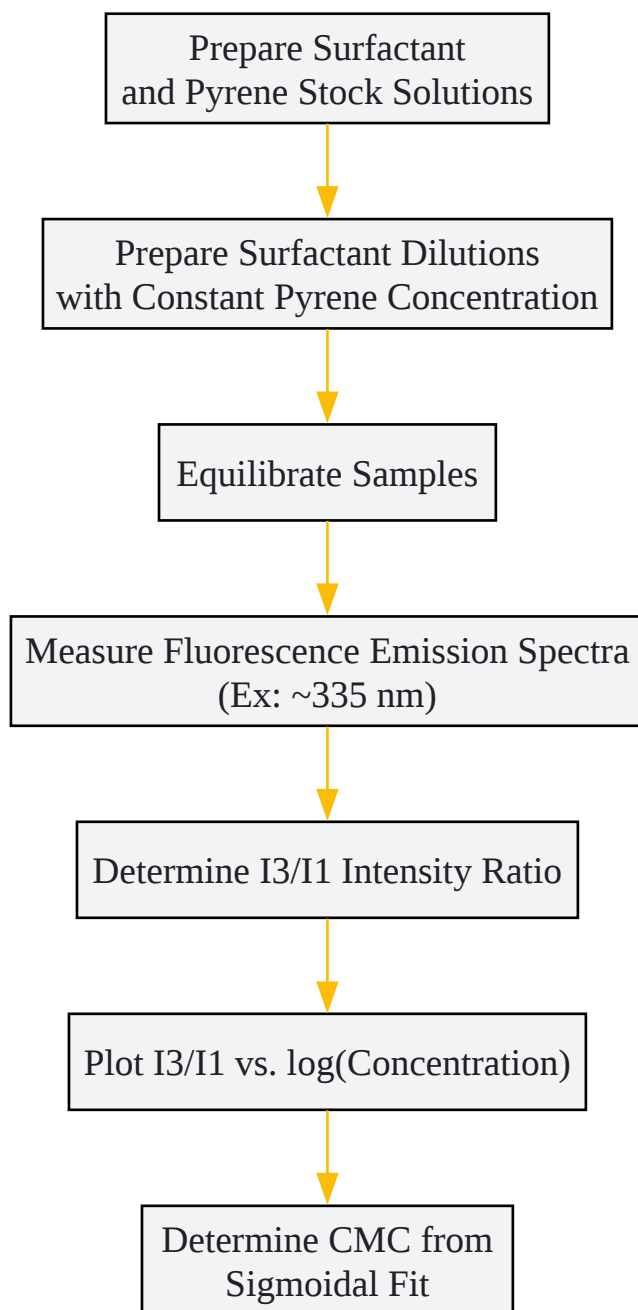 Prepare Surfactant
and Pyrene Stock Solutions
Prepare Surfactant Dilutions
with Constant Pyrene Concentration
Equilibrate Samples
Measure Fluorescence Emission Spectra
(Ex: ~335 nm)
Determine I3/I1 Intensity Ratio
Plot I3/I1 vs. log(Concentration)
Determine CMC from
Sigmoidal Fit